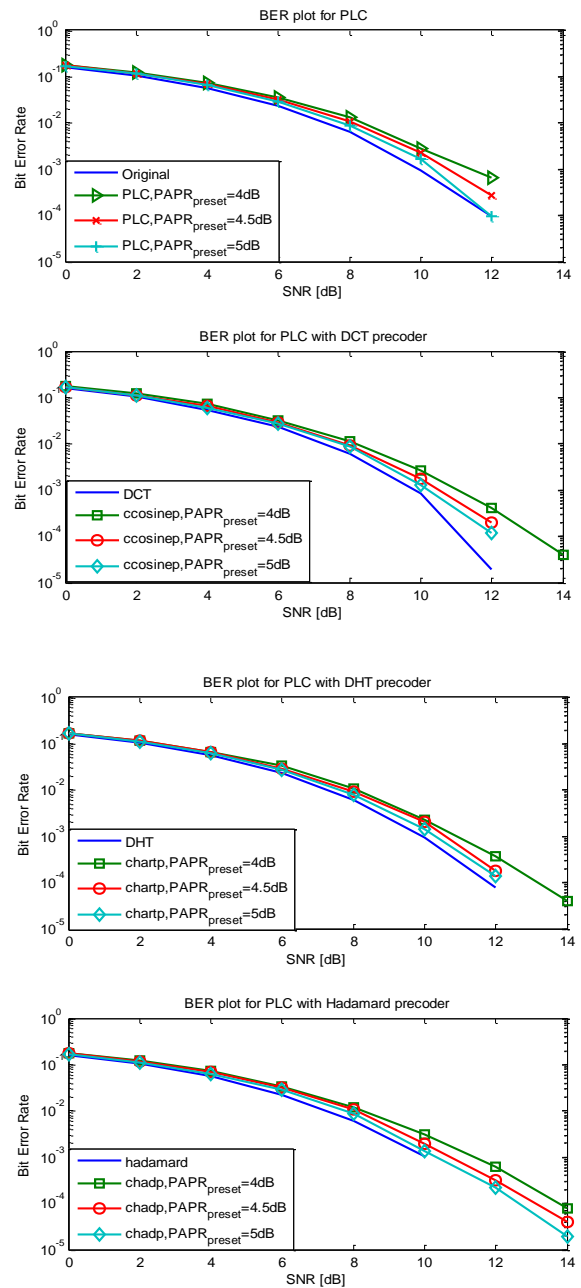 BER plot for PLC
10^0
10^-1
10^-2
10^-3
10^-4
10^-5
Bit Error Rate
Original
PLC,PAPR_preset=4dB
PLC,PAPR_preset=4.5dB
PLC,PAPR_preset=5dB
0 2 4 6 8 10 12 14
SNR [dB]
BER plot for PLC with DCT precoder
10^0
10^-1
10^-2
10^-3
10^-4
10^-5
Bit Error Rate
DCT
ccosinep,PAPR_preset=4dB
ccosinep,PAPR_preset=4.5dB
ccosinep,PAPR_preset=5dB
0 2 4 6 8 10 12 14
SNR [dB]
BER plot for PLC with DHT precoder
10^0
10^-1
10^-2
10^-3
10^-4
10^-5
Bit Error Rate
DHT
chartp,PAPR_preset=4dB
chartp,PAPR_preset=4.5dB
chartp,PAPR_preset=5dB
0 2 4 6 8 10 12 14
SNR [dB]
BER plot for PLC with Hadamard precoder
10^0
10^-1
10^-2
10^-3
10^-4
10^-5
Bit Error Rate
hadamard
chadp,PAPR_preset=4dB
chadp,PAPR_preset=4.5dB
chadp,PAPR_preset=5dB
0 2 4 6 8 10 12 14
SNR [dB]